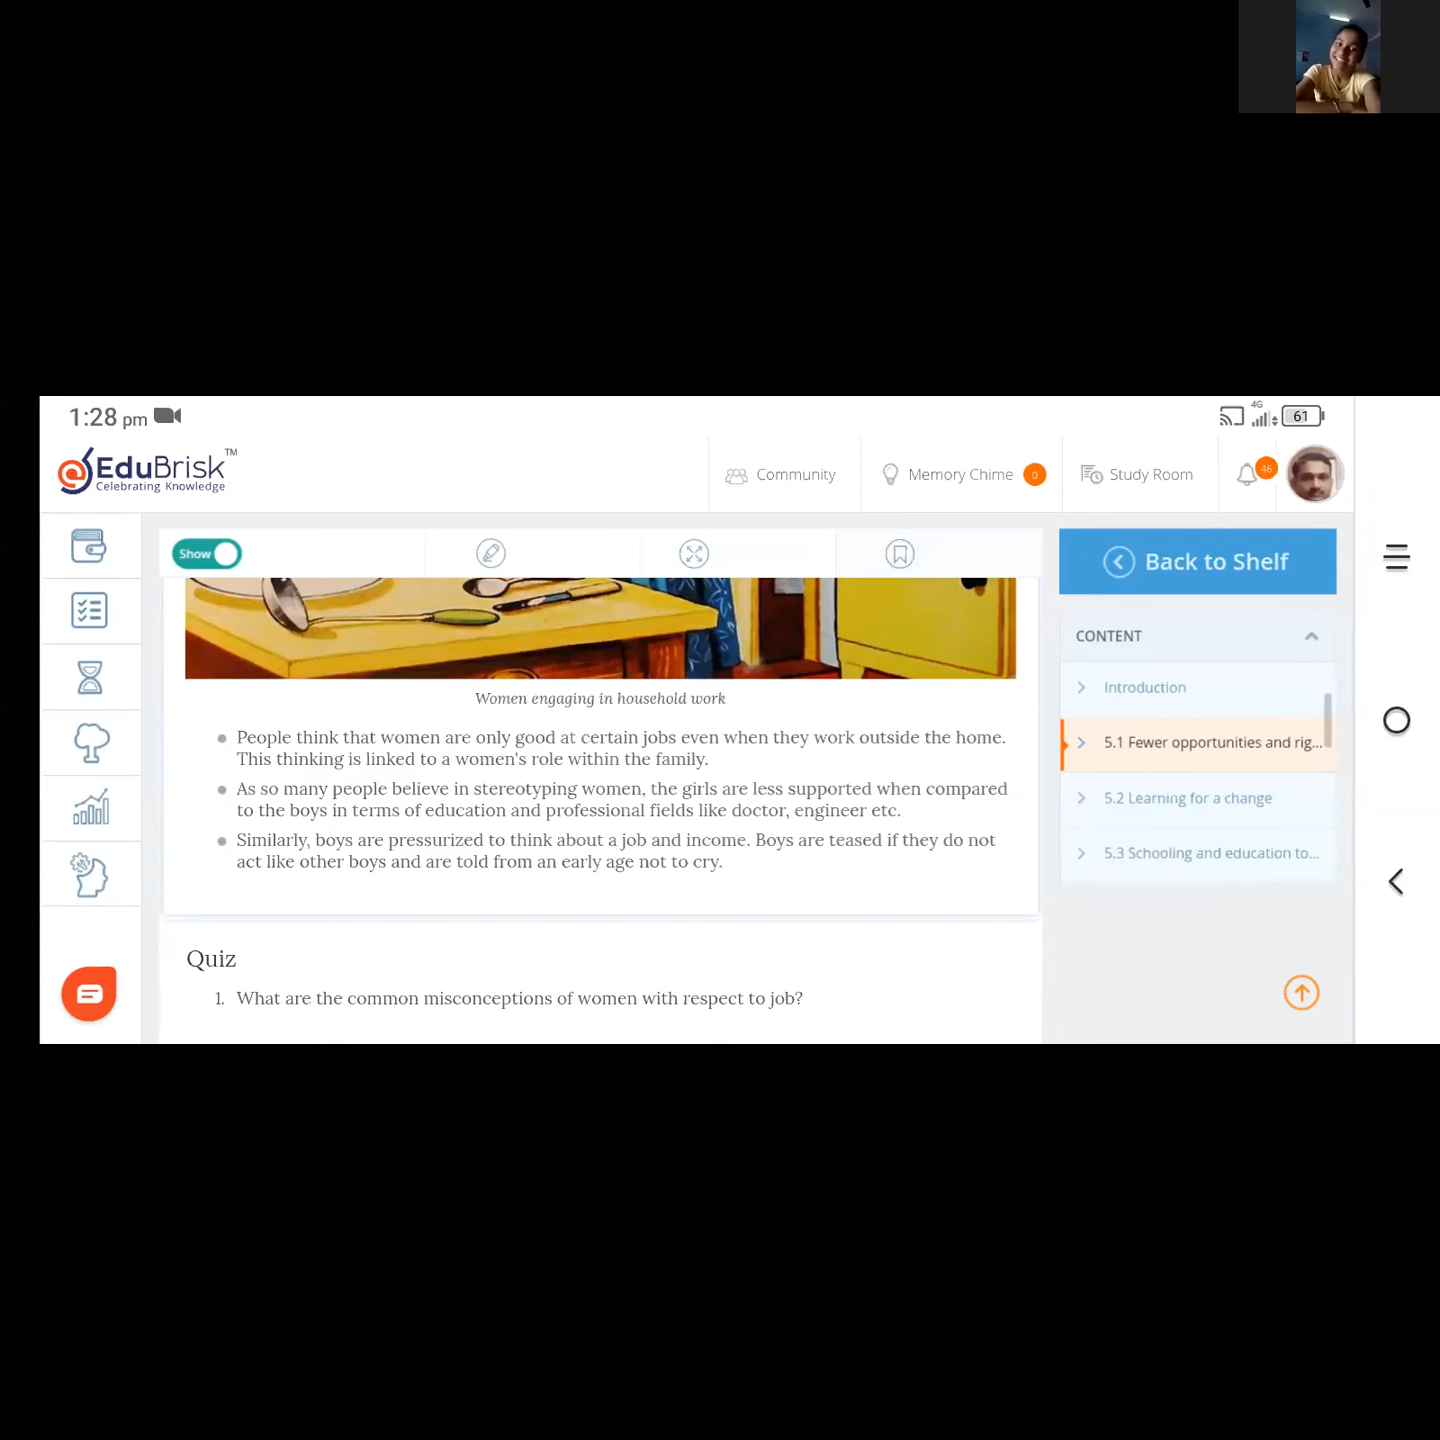 1:28 pm
4G
61
EduBrisk™
Celebrating Knowledge
Community
Memory Chime 0
Study Room
46
Show
Back to Shelf
CONTENT
Introduction
5.1 Fewer opportunities and rig...
5.2 Learning for a change
5.3 Schooling and education to...
Women engaging in household work
People think that women are only good at certain jobs even when they work outside the home.
This thinking is linked to a women's role within the family.
As so many people believe in stereotyping women, the girls are less supported when compared
to the boys in terms of education and professional fields like doctor, engineer etc.
Similarly, boys are pressurized to think about a job and income. Boys are teased if they do not
act like other boys and are told from an early age not to cry.
Quiz
1. What are the common misconceptions of women with respect to job?